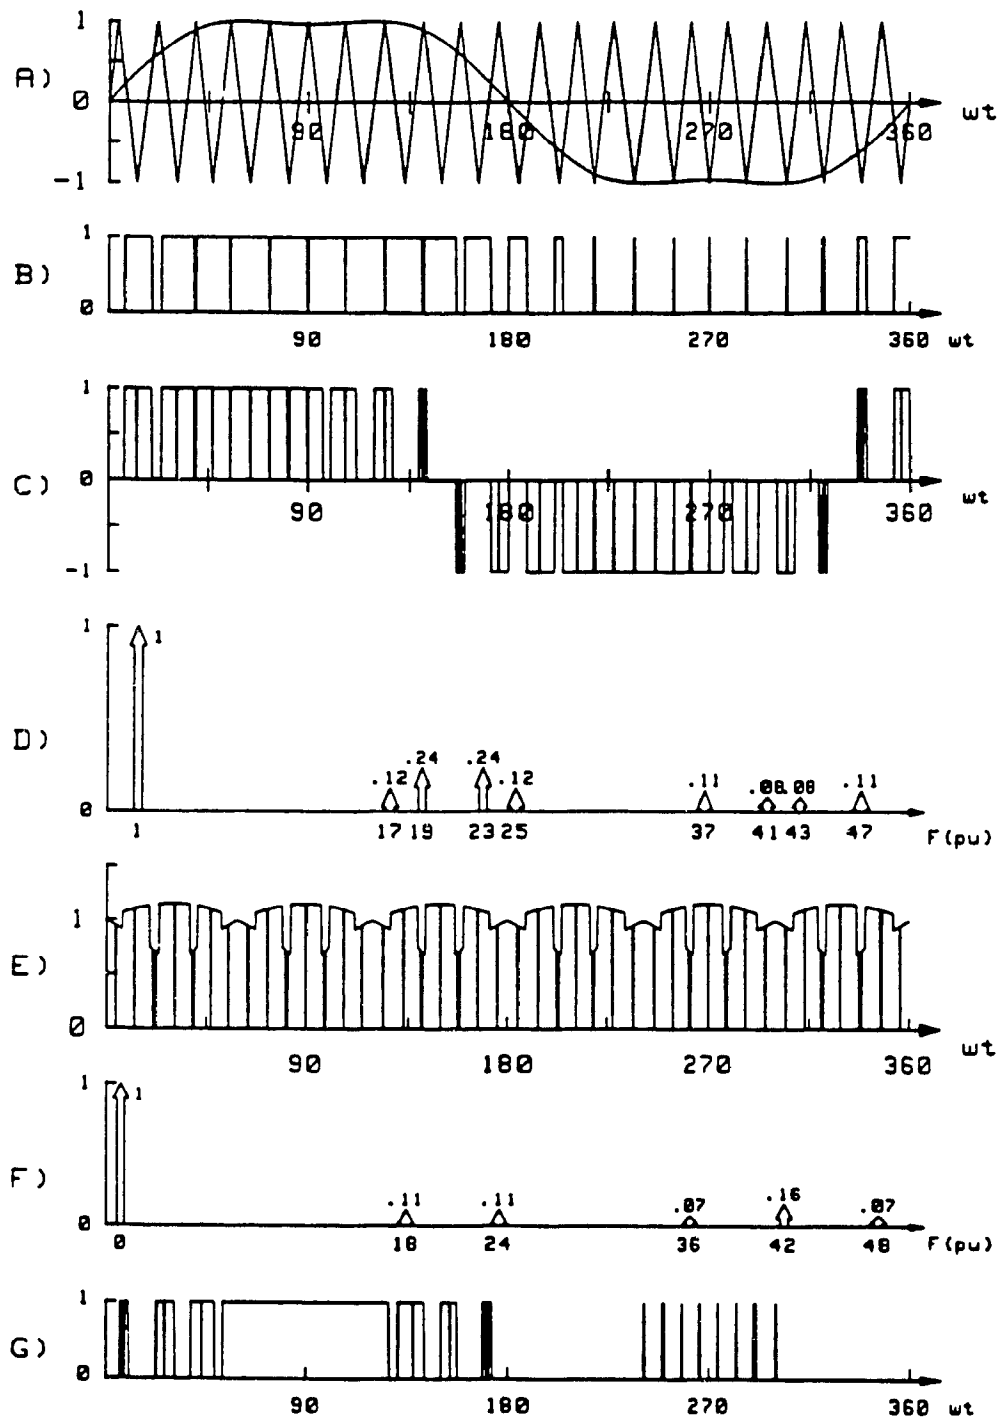 1
A)
0
90 180 270 360 wt
-1
1
B)
0
90 180 270 360 wt
1
0
C)
90 180 270 360 wt
-1
1
1
D)
.12 .24 .24 .12 .11 .08 .08 .11
0
1 17 19 23 25 37 41 43 47 F(pu)
1
E)
0
90 180 270 360 wt
1
1
F)
.11 .11 .07 .16 .07
0
0 18 24 36 42 48 F(pu)
1
G)
0
90 180 270 360 wt